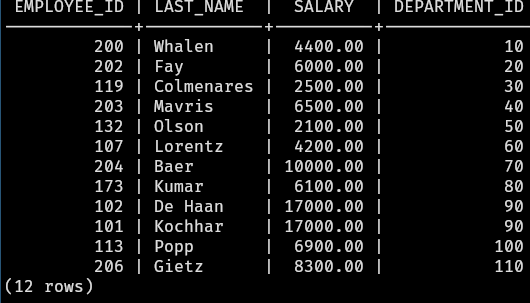 EMPLOYEE_ID | LAST_NAME  |  SALARY  | DEPARTMENT_ID
-------------+------------+----------+---------------
         200 | Whalen     |  4400.00 |            10
         202 | Fay        |  6000.00 |            20
         119 | Colmenares |  2500.00 |            30
         203 | Mavris     |  6500.00 |            40
         132 | Olson      |  2100.00 |            50
         107 | Lorentz    |  4200.00 |            60
         204 | Baer       | 10000.00 |            70
         173 | Kumar      |  6100.00 |            80
         102 | De Haan    | 17000.00 |            90
         101 | Kochhar    | 17000.00 |            90
         113 | Popp       |  6900.00 |           100
         206 | Gietz      |  8300.00 |           110
(12 rows)